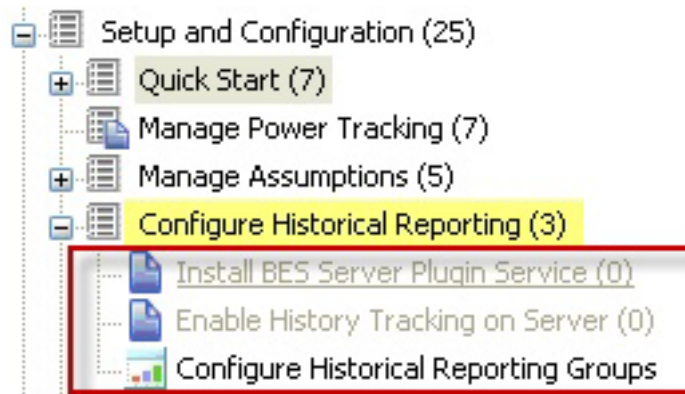 Setup and Configuration (25)
Quick Start (7)
Manage Power Tracking (7)
Manage Assumptions (5)
Configure Historical Reporting (3)
Install BES Server Plugin Service (0)
Enable History Tracking on Server (0)
Configure Historical Reporting Groups